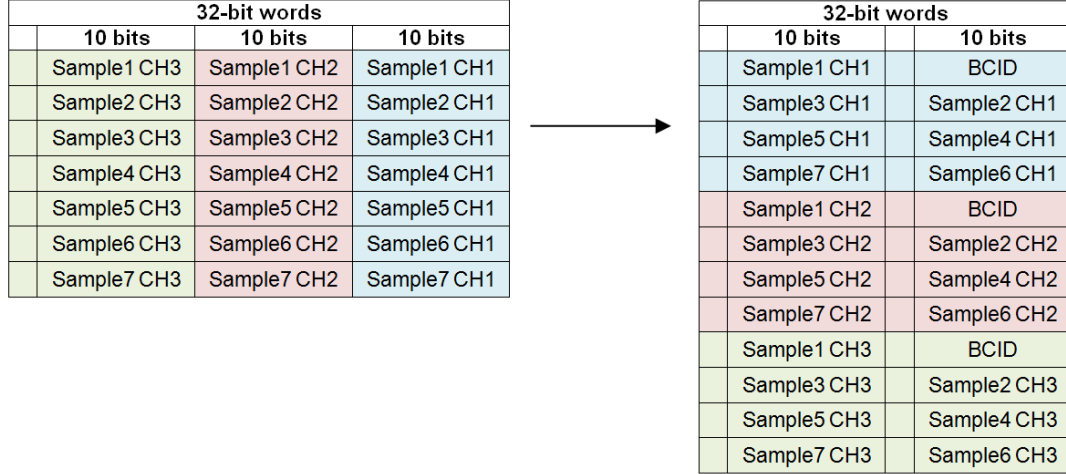 32-bit words
10 bits 10 bits 10 bits
Sample1 CH3 Sample1 CH2 Sample1 CH1
Sample2 CH3 Sample2 CH2 Sample2 CH1
Sample3 CH3 Sample3 CH2 Sample3 CH1
Sample4 CH3 Sample4 CH2 Sample4 CH1
Sample5 CH3 Sample5 CH2 Sample5 CH1
Sample6 CH3 Sample6 CH2 Sample6 CH1
Sample7 CH3 Sample7 CH2 Sample7 CH1
32-bit words
10 bits 10 bits
Sample1 CH1 BCID
Sample3 CH1 Sample2 CH1
Sample5 CH1 Sample4 CH1
Sample7 CH1 Sample6 CH1
Sample1 CH2 BCID
Sample3 CH2 Sample2 CH2
Sample5 CH2 Sample4 CH2
Sample7 CH2 Sample6 CH2
Sample1 CH3 BCID
Sample3 CH3 Sample2 CH3
Sample5 CH3 Sample4 CH3
Sample7 CH3 Sample6 CH3